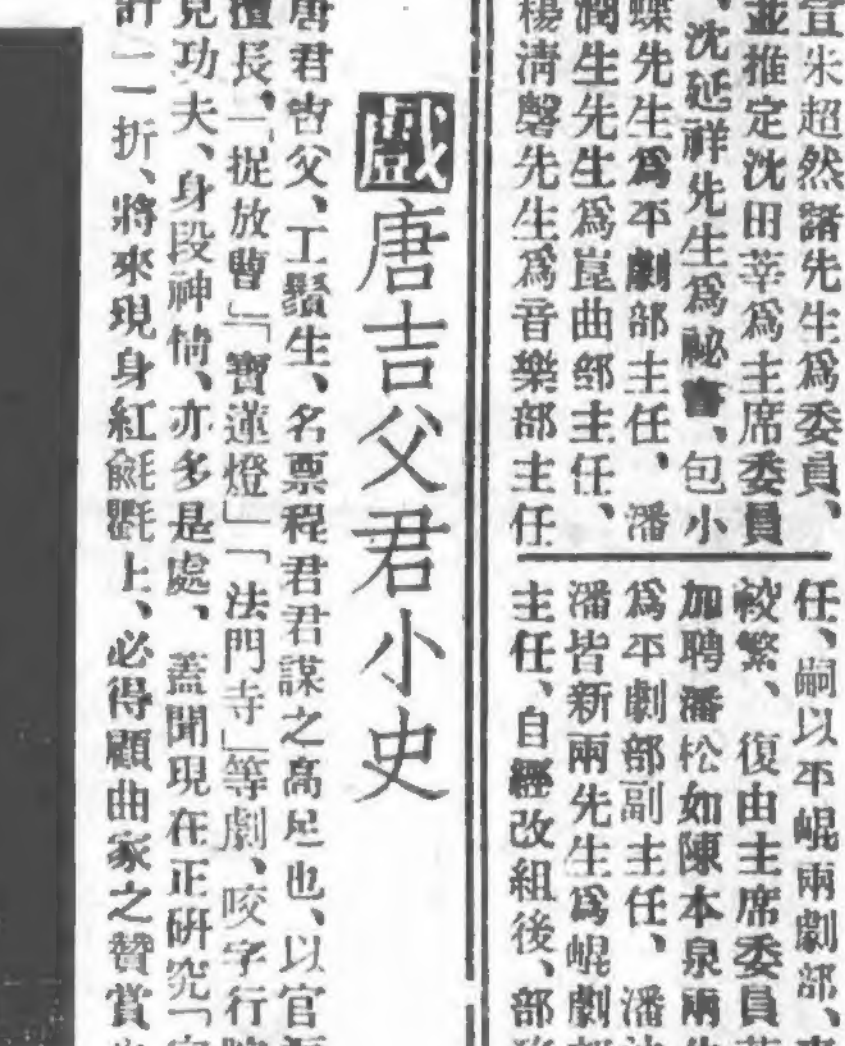 宣朱超然諸先生爲委員、
並推定沈田莘爲主席委員
、沈延祥先生爲祕書、包小
蝶先生爲平劇部主任、潘
潤生先生爲崑曲部主任、
楊清磬先生爲音樂部主任
任、嗣以平崐兩劇部、
較繁、復由主席委員
加聘潘松如陳本泉兩
爲平劇部副主任、潘
潘皆新兩先生爲崐劇部
主任、自經改組後、部
戲唐吉父君小史
唐君吉父、工鬚生、名票程君君謀之高足也、以官
擅長、「捉放曹」「寶蓮燈」「法門寺」等劇、咬字行
見功夫、身段神情、亦多是處、蓋聞現在正研究「
計」一折、將來現身紅毹氍上、必得顧曲家之贊賞